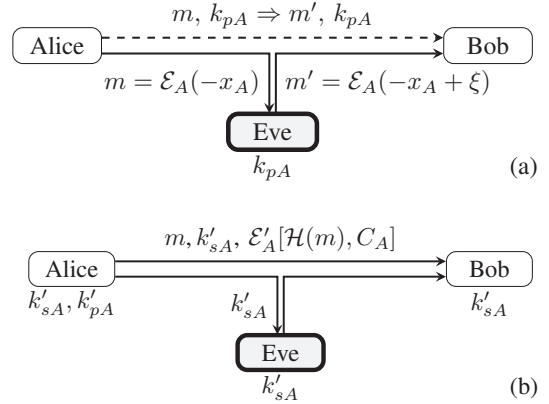 m, k_{pA} ⇒ m′, k_{pA}
Alice Bob
m = ℰ_A(−x_A) m′ = ℰ_A(−x_A + ξ)
Eve
k_{pA}
(a)
m, k′_{sA}, ℰ′_A[ℋ(m), C_A]
Alice Bob
k′_{sA}, k′_{pA} k′_{sA} k′_{sA}
Eve
k′_{sA}
(b)